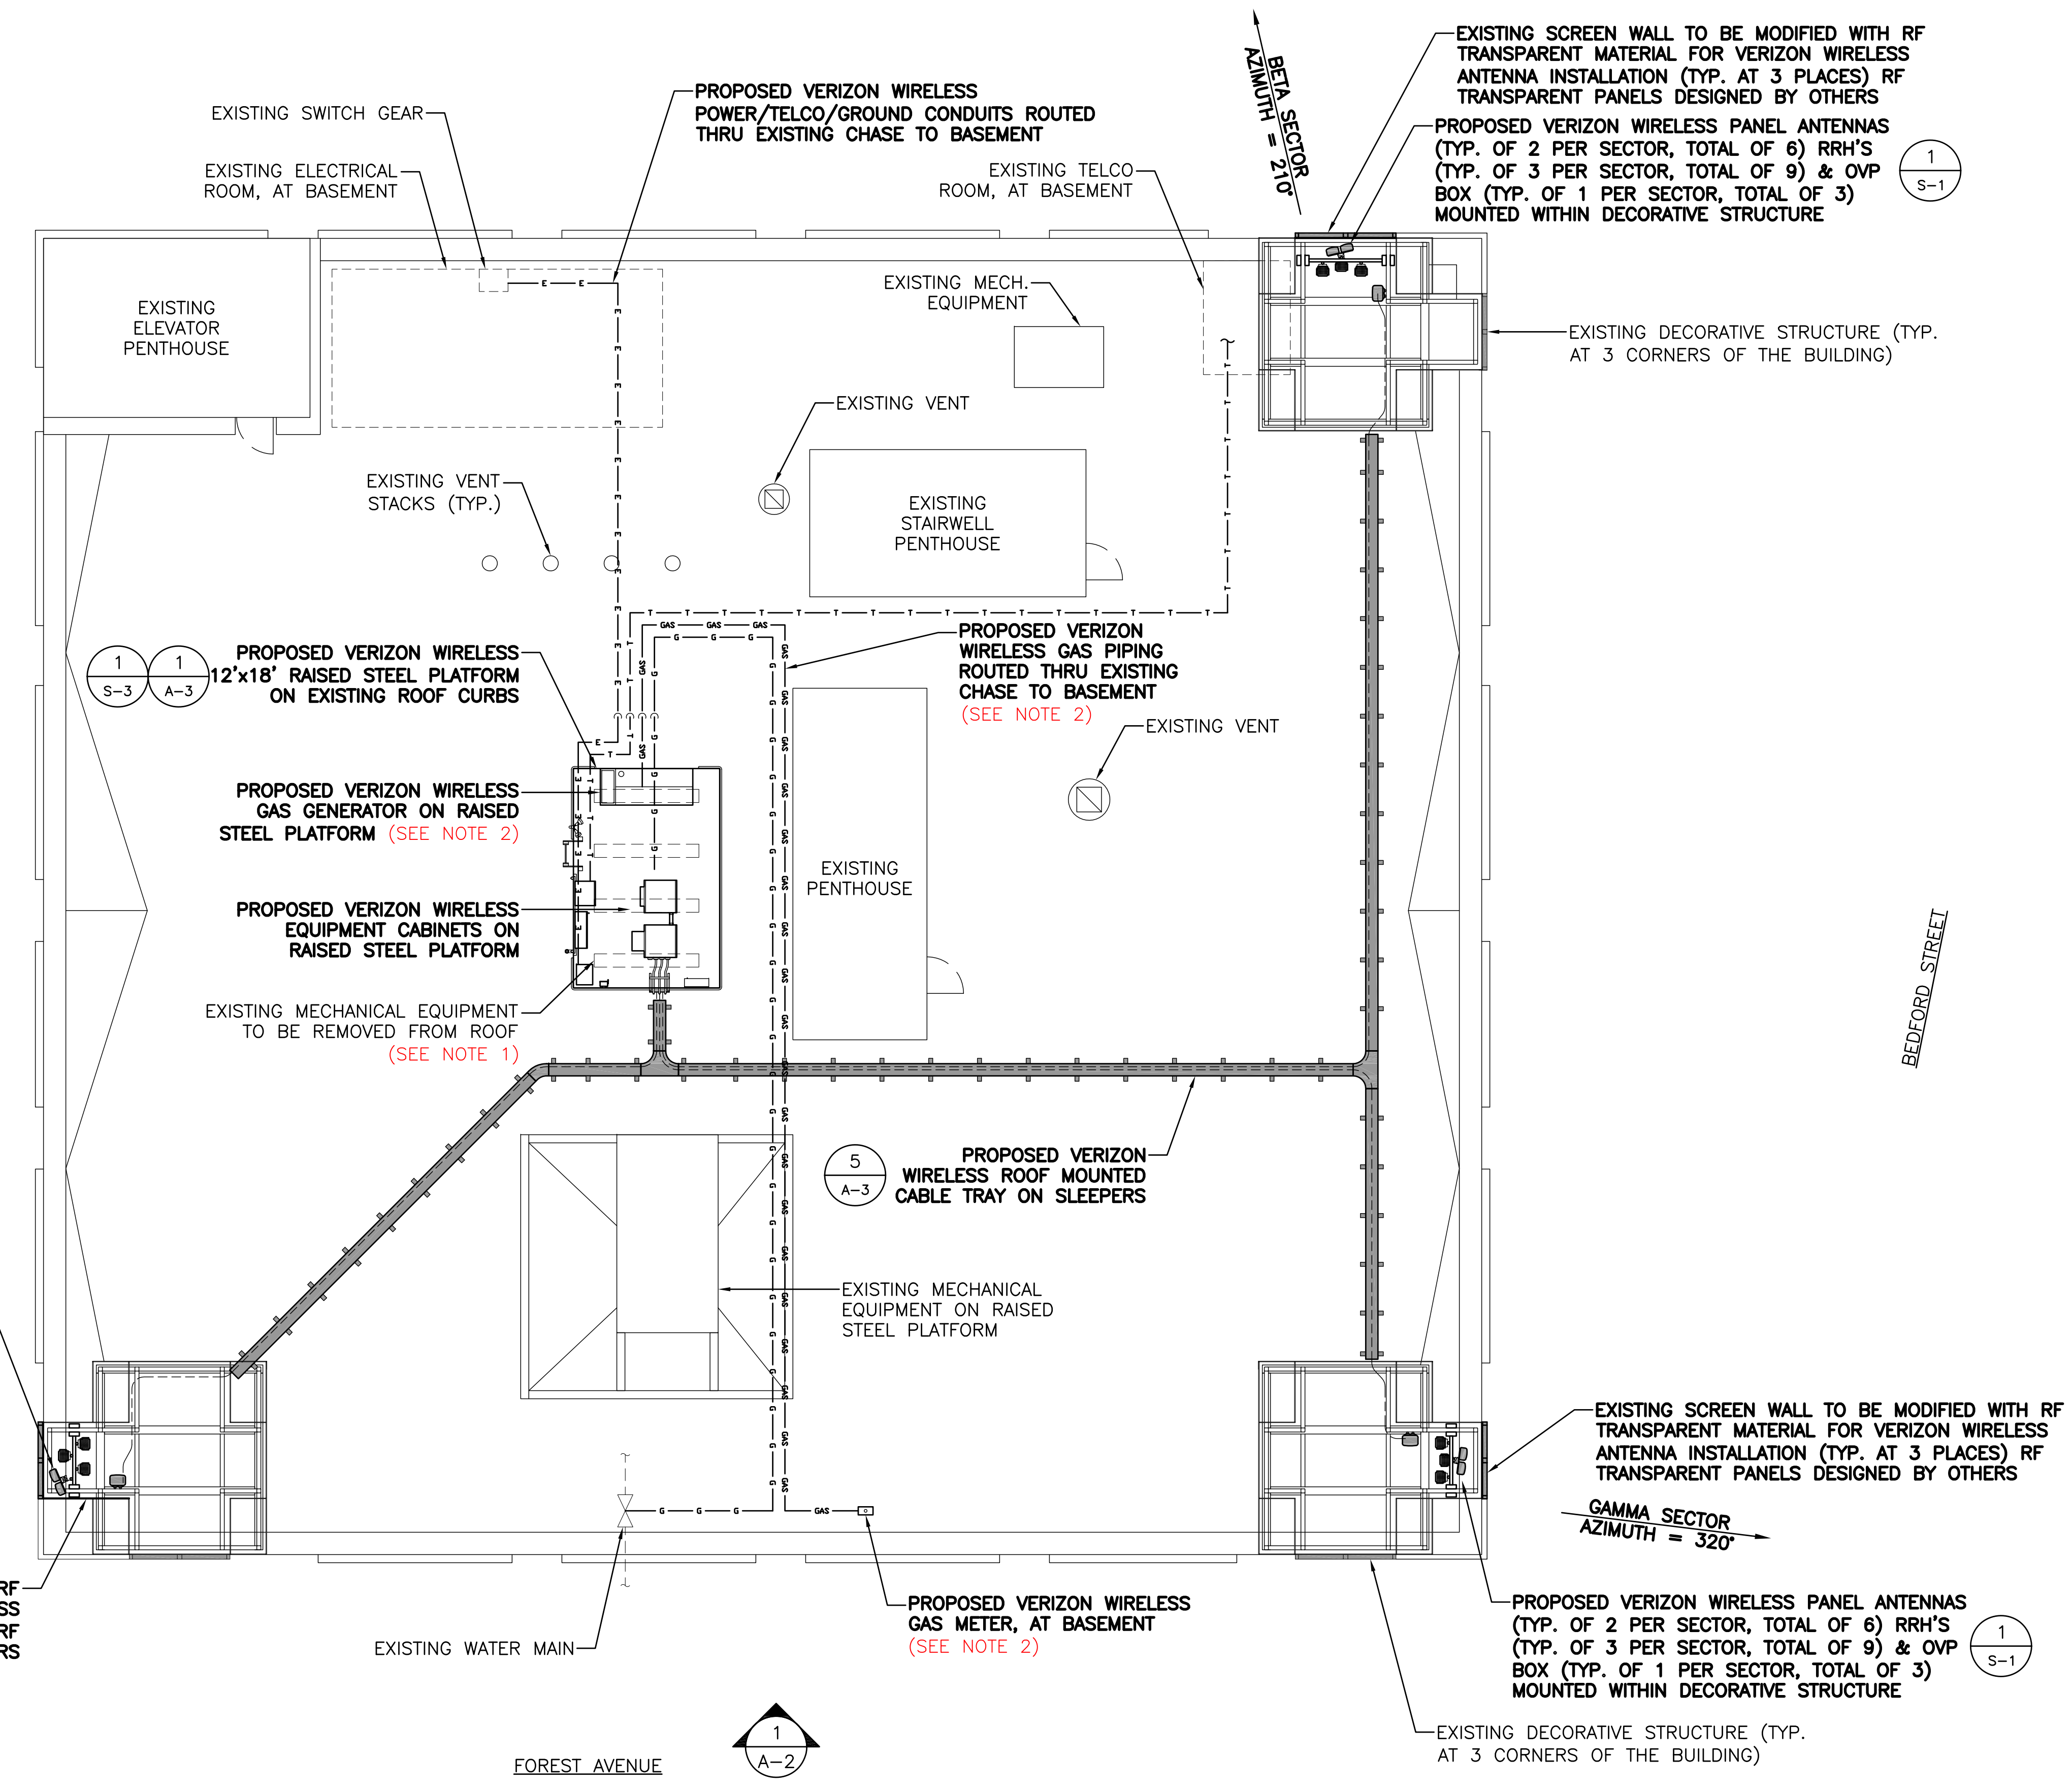 EXISTING SCREEN WALL TO BE MODIFIED WITH RF
TRANSPARENT MATERIAL FOR VERIZON WIRELESS
ANTENNA INSTALLATION (TYP. AT 3 PLACES) RF
TRANSPARENT PANELS DESIGNED BY OTHERS
BETA SECTOR
AZIMUTH = 210°
PROPOSED VERIZON WIRELESS
POWER/TELCO/GROUND CONDUITS ROUTED
THRU EXISTING CHASE TO BASEMENT
EXISTING SWITCH GEAR
PROPOSED VERIZON WIRELESS PANEL ANTENNAS
(TYP. OF 2 PER SECTOR, TOTAL OF 6) RRH'S
(TYP. OF 3 PER SECTOR, TOTAL OF 9) & OVP
BOX (TYP. OF 1 PER SECTOR, TOTAL OF 3)
MOUNTED WITHIN DECORATIVE STRUCTURE
1
S-1
EXISTING ELECTRICAL
ROOM, AT BASEMENT
EXISTING TELCO
ROOM, AT BASEMENT
EXISTING
ELEVATOR
PENTHOUSE
EXISTING MECH.
EQUIPMENT
EXISTING DECORATIVE STRUCTURE (TYP.
AT 3 CORNERS OF THE BUILDING)
EXISTING VENT
EXISTING VENT
STACKS (TYP.)
EXISTING
STAIRWELL
PENTHOUSE
1
S-3
1
A-3
PROPOSED VERIZON WIRELESS
12'x18' RAISED STEEL PLATFORM
ON EXISTING ROOF CURBS
PROPOSED VERIZON
WIRELESS GAS PIPING
ROUTED THRU EXISTING
CHASE TO BASEMENT
(SEE NOTE 2)
EXISTING VENT
PROPOSED VERIZON WIRELESS
GAS GENERATOR ON RAISED
STEEL PLATFORM (SEE NOTE 2)
EXISTING
PENTHOUSE
PROPOSED VERIZON WIRELESS
EQUIPMENT CABINETS ON
RAISED STEEL PLATFORM
BEDFORD STREET
EXISTING MECHANICAL EQUIPMENT
TO BE REMOVED FROM ROOF
(SEE NOTE 1)
5
A-3
PROPOSED VERIZON
WIRELESS ROOF MOUNTED
CABLE TRAY ON SLEEPERS
EXISTING MECHANICAL
EQUIPMENT ON RAISED
STEEL PLATFORM
EXISTING SCREEN WALL TO BE MODIFIED WITH RF
TRANSPARENT MATERIAL FOR VERIZON WIRELESS
ANTENNA INSTALLATION (TYP. AT 3 PLACES) RF
TRANSPARENT PANELS DESIGNED BY OTHERS
GAMMA SECTOR
AZIMUTH = 320°
RF
SS
RF
RS
EXISTING WATER MAIN
PROPOSED VERIZON WIRELESS
GAS METER, AT BASEMENT
(SEE NOTE 2)
PROPOSED VERIZON WIRELESS PANEL ANTENNAS
(TYP. OF 2 PER SECTOR, TOTAL OF 6) RRH'S
(TYP. OF 3 PER SECTOR, TOTAL OF 9) & OVP
BOX (TYP. OF 1 PER SECTOR, TOTAL OF 3)
MOUNTED WITHIN DECORATIVE STRUCTURE
1
S-1
EXISTING DECORATIVE STRUCTURE (TYP.
AT 3 CORNERS OF THE BUILDING)
FOREST AVENUE
1
A-2